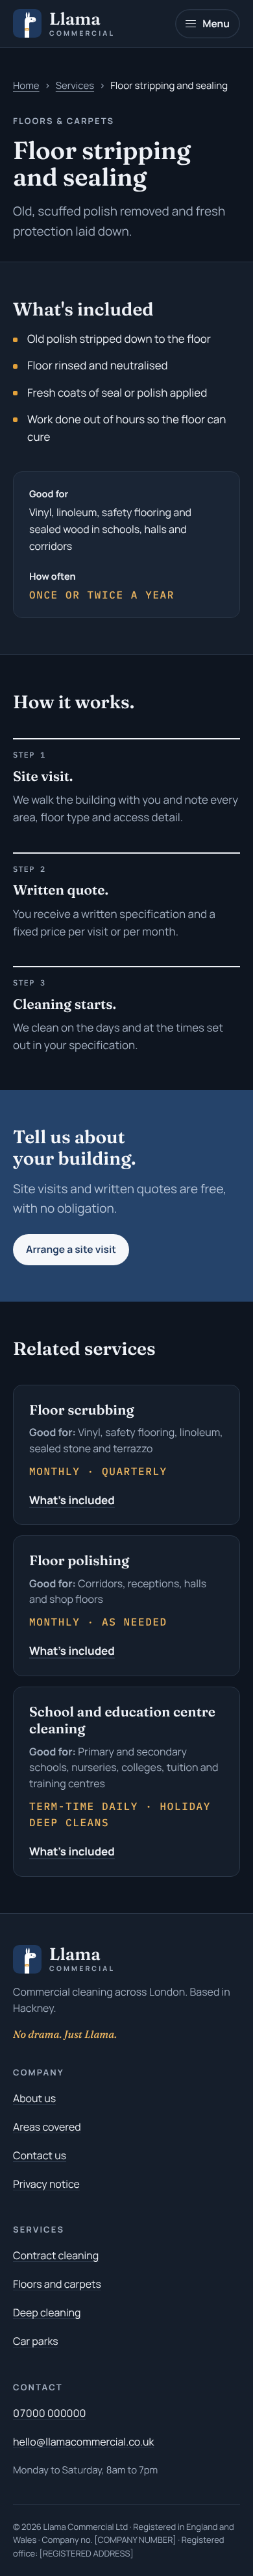 Llama
COMMERCIAL
Menu
Home > Services > Floor stripping and sealing
FLOORS & CARPETS
Floor stripping
and sealing
Old, scuffed polish removed and fresh
protection laid down.
What's included
Old polish stripped down to the floor
Floor rinsed and neutralised
Fresh coats of seal or polish applied
Work done out of hours so the floor can
cure
Good for
Vinyl, linoleum, safety flooring and
sealed wood in schools, halls and
corridors
How often
ONCE OR TWICE A YEAR
How it works.
STEP 1
Site visit.
We walk the building with you and note every
area, floor type and access detail.
STEP 2
Written quote.
You receive a written specification and a
fixed price per visit or per month.
STEP 3
Cleaning starts.
We clean on the days and at the times set
out in your specification.
Tell us about
your building.
Site visits and written quotes are free,
with no obligation.
Arrange a site visit
Related services
Floor scrubbing
Good for: Vinyl, safety flooring, linoleum,
sealed stone and terrazzo
MONTHLY · QUARTERLY
What's included
Floor polishing
Good for: Corridors, receptions, halls
and shop floors
MONTHLY · AS NEEDED
What's included
School and education centre
cleaning
Good for: Primary and secondary
schools, nurseries, colleges, tuition and
training centres
TERM-TIME DAILY · HOLIDAY
DEEP CLEANS
What's included
Llama
COMMERCIAL
Commercial cleaning across London. Based in
Hackney.
No drama. Just Llama.
COMPANY
About us
Areas covered
Contact us
Privacy notice
SERVICES
Contract cleaning
Floors and carpets
Deep cleaning
Car parks
CONTACT
07000 000000
hello@llamacommercial.co.uk
Monday to Saturday, 8am to 7pm
© 2026 Llama Commercial Ltd · Registered in England and
Wales · Company no. [COMPANY NUMBER] · Registered
office: [REGISTERED ADDRESS]